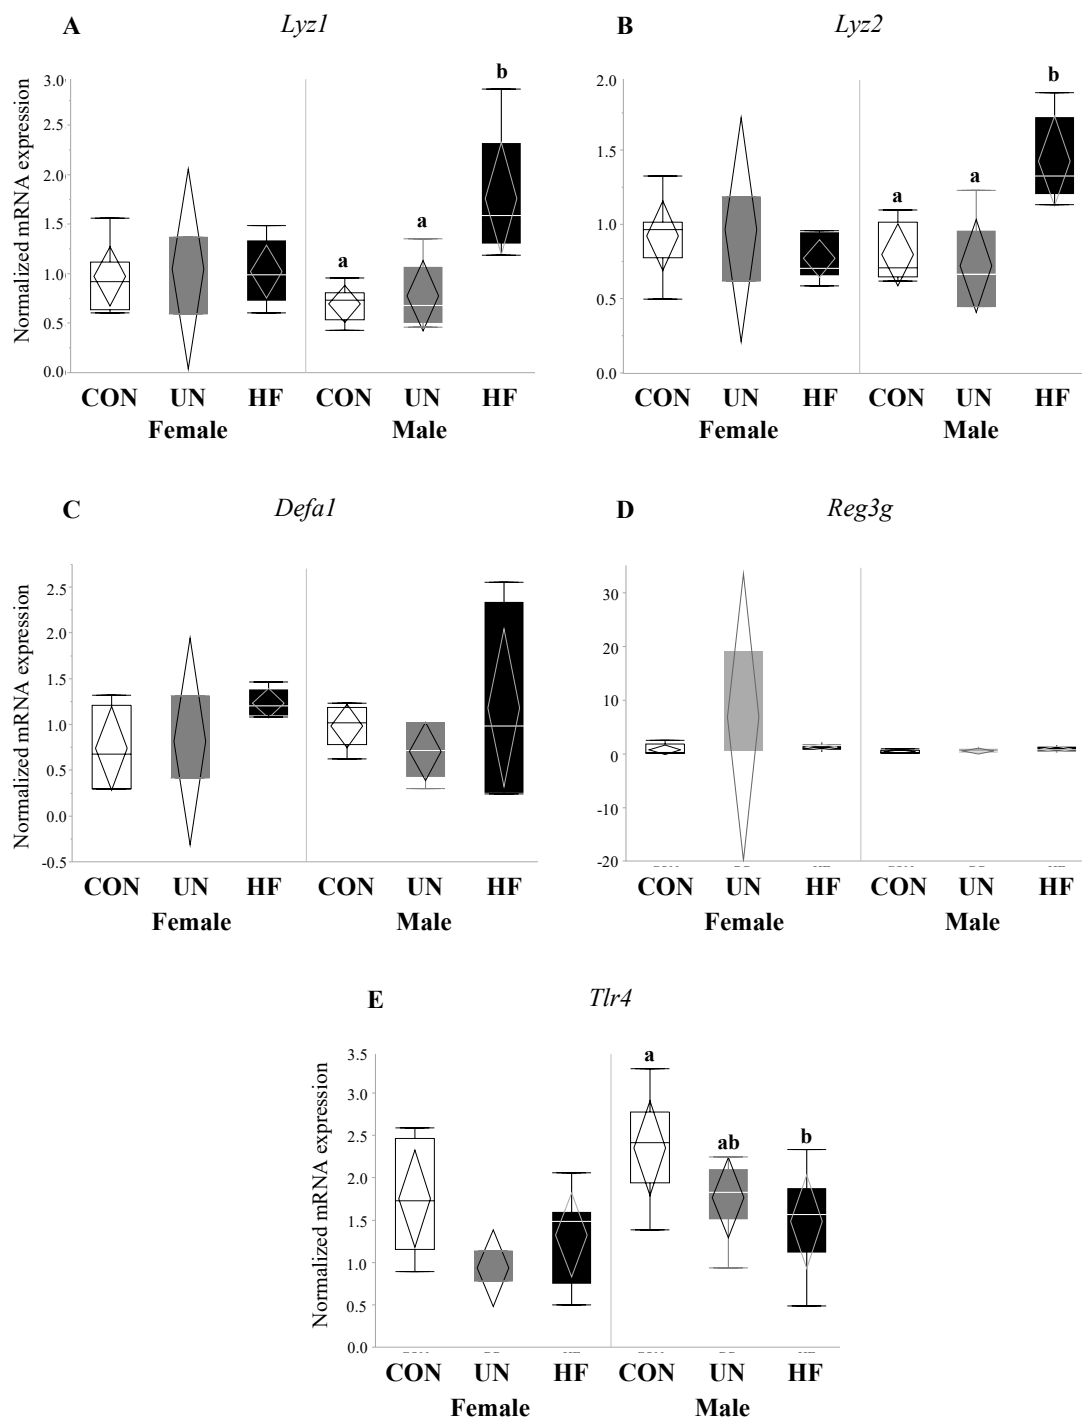 A Lyz1
B Lyz2
Normalized mRNA expression
3.0
2.5
2.0
1.5
1.0
0.5
0.0
a
a
b
CON UN HF CON UN HF
Female Male
2.0
1.5
1.0
0.5
0.0
a
a
b
CON UN HF CON UN HF
Female Male
C Defa1
D Reg3g
Normalized mRNA expression
2.5
2.0
1.5
1.0
0.5
0.0
-0.5
CON UN HF CON UN HF
Female Male
30
20
10
0
-10
-20
CON UN HF CON UN HF
Female Male
E Tlr4
Normalized mRNA expression
3.5
3.0
2.5
2.0
1.5
1.0
0.5
0.0
a
ab
b
CON UN HF CON UN HF
Female Male